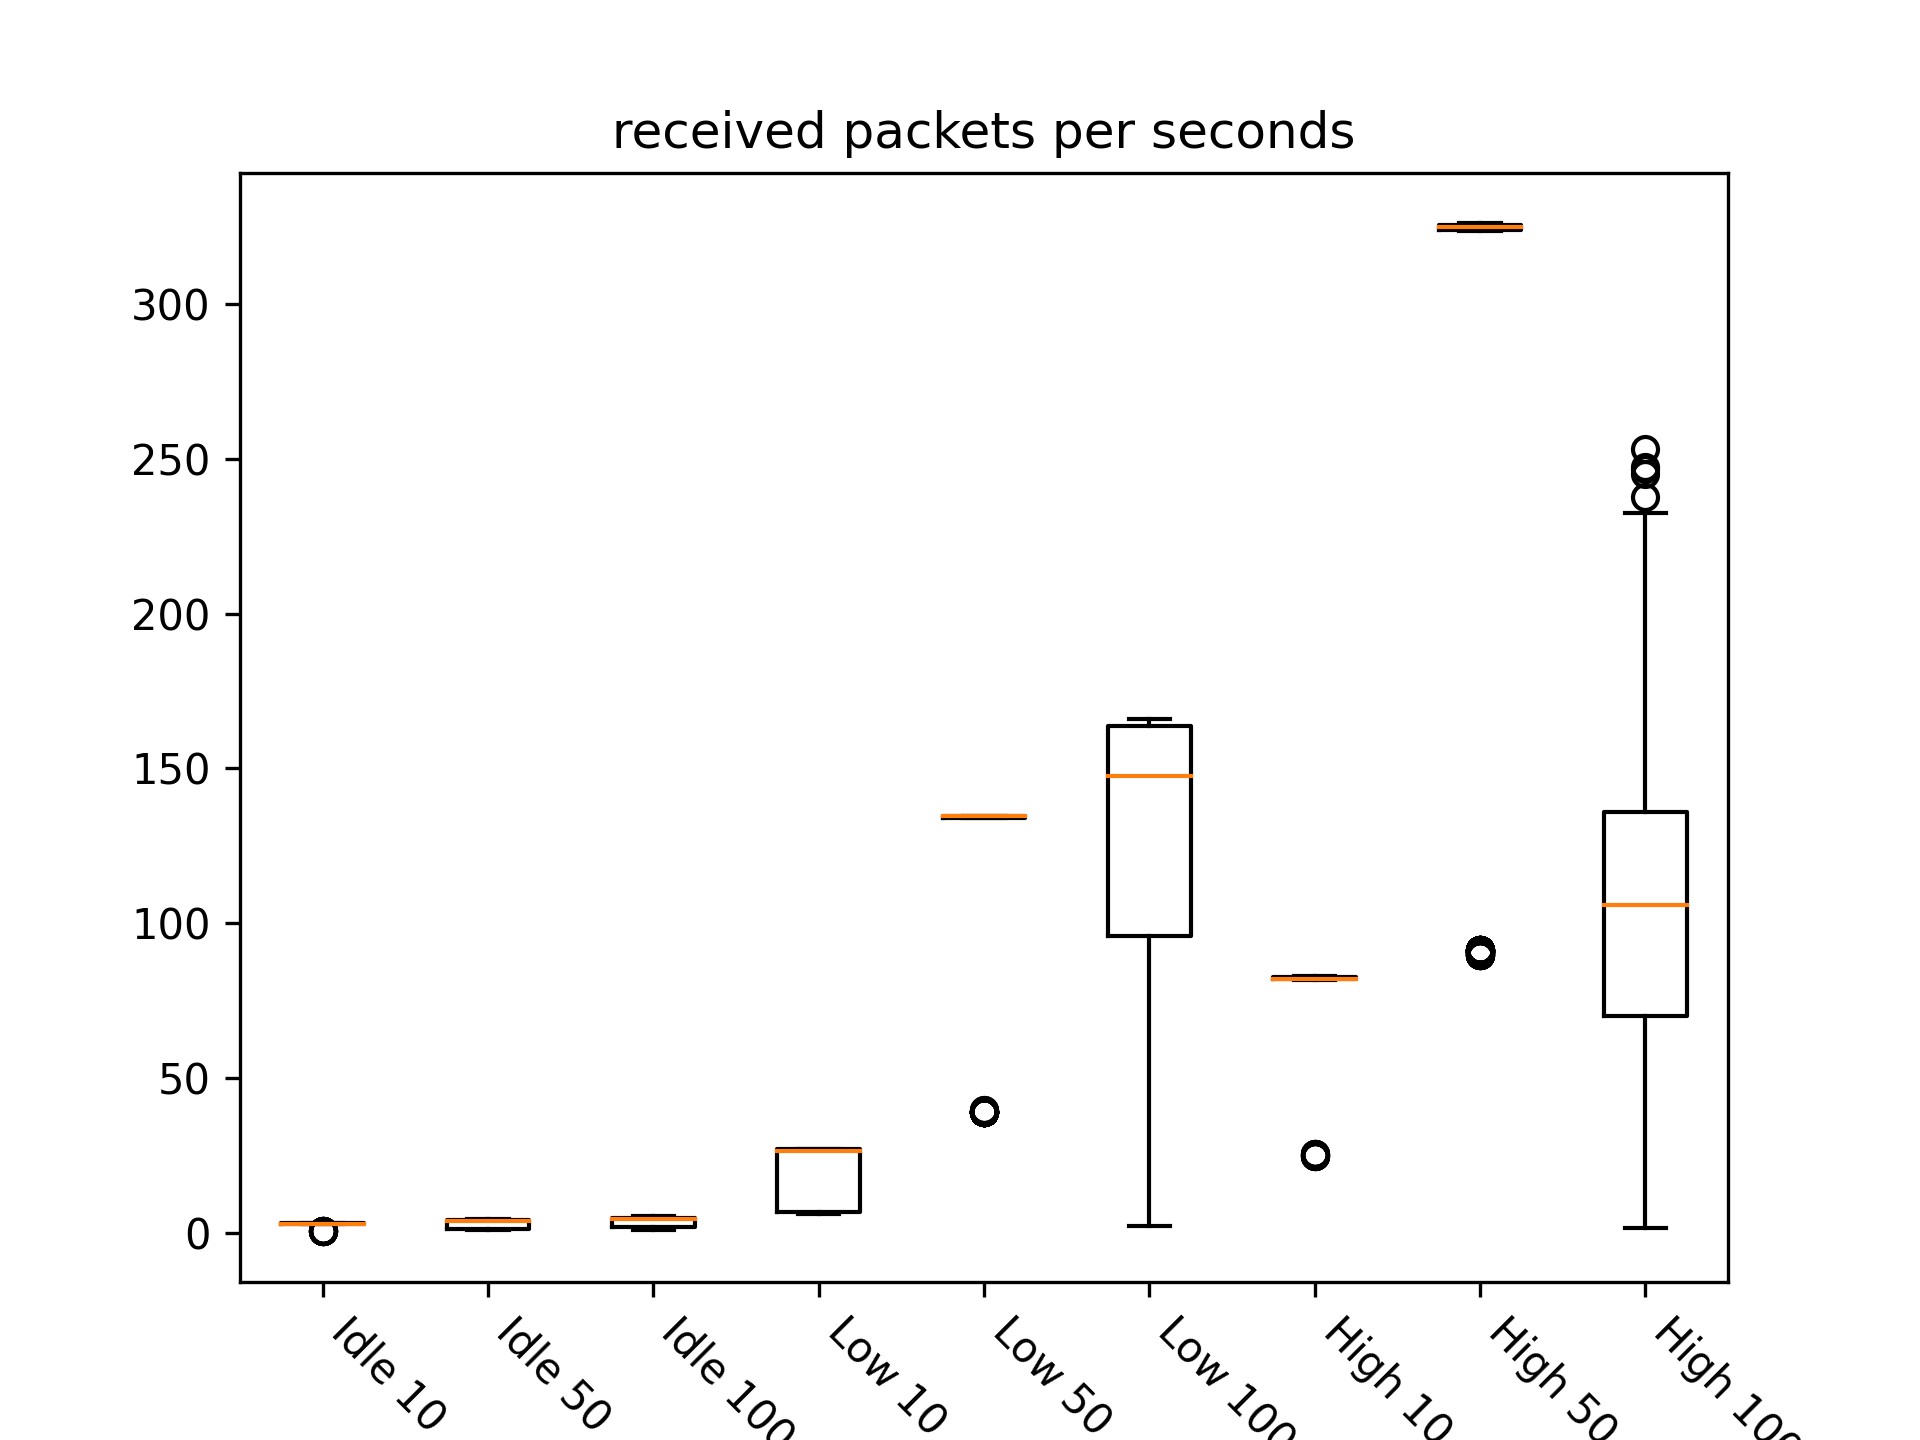 received packets per seconds
300
250
200
150
100
50
0
Idle 10
Idle 50
Idle 100
Low 10
Low 50
Low 100
High 10
High 50
High 100